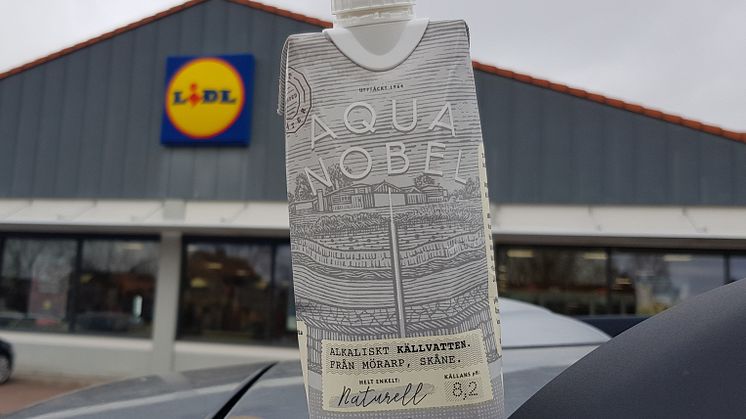 LIDL
UPPTÄCKT 1964
AQUA
NOBEL
ALKALISKT KÄLLVATTEN.
FRÅN MÖRARP, SKÅNE.
HELT ENKELT:
Naturell
KÄLLANS pH.
8,2